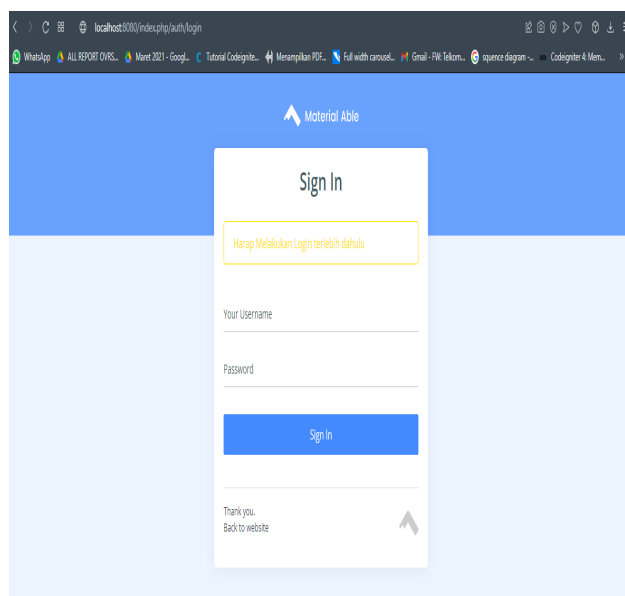 localhost:8080/index.php/auth/login
WhatsApp ALL REPORT OVRS... Maret 2021 - Googl... Tutorial Codeignite... Menampilkan PDF... Full width carousel... Gmail - FW: Telkom... squence diagram -... Codeigniter 4: Mem... »
Material Able
Sign In
Harap Melakukan Login terlebih dahulu
Your Username
Password
Sign In
Thank you.
Back to website